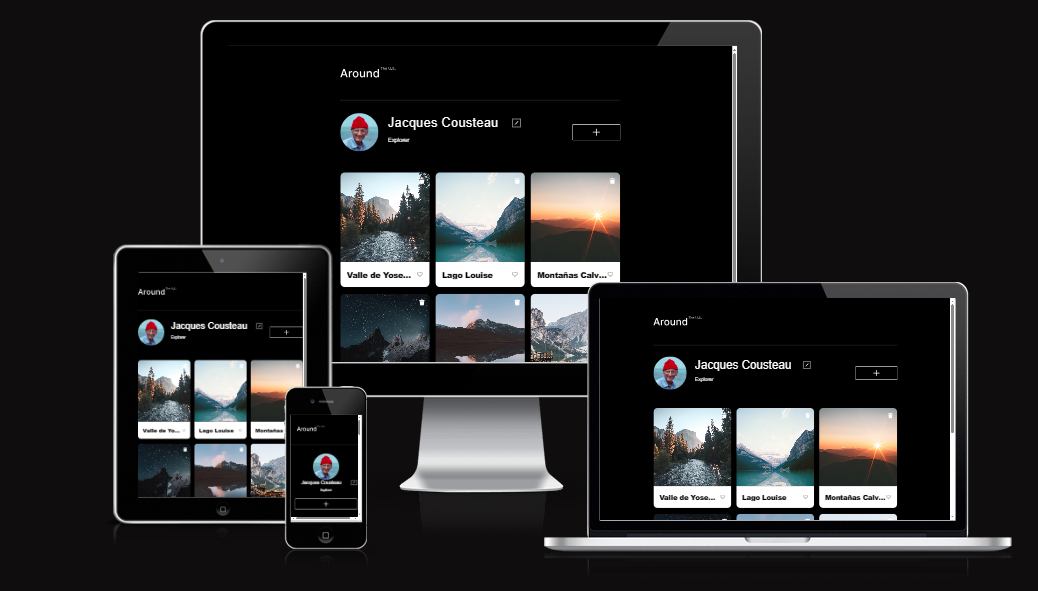 Around The U.S.
Jacques Cousteau
Explorer
Valle de Yose...
Lago Louise
Montañas Calv...
Around The U.S.
Jacques Cousteau
Explorer
Valle de Yo...
Lago Louise
Montañas
Around The U.S.
Jacques Cousteau
Explorer
Around The U.S.
Jacques Cousteau
Explorer
Valle de Yose...
Lago Louise
Montañas Calv...